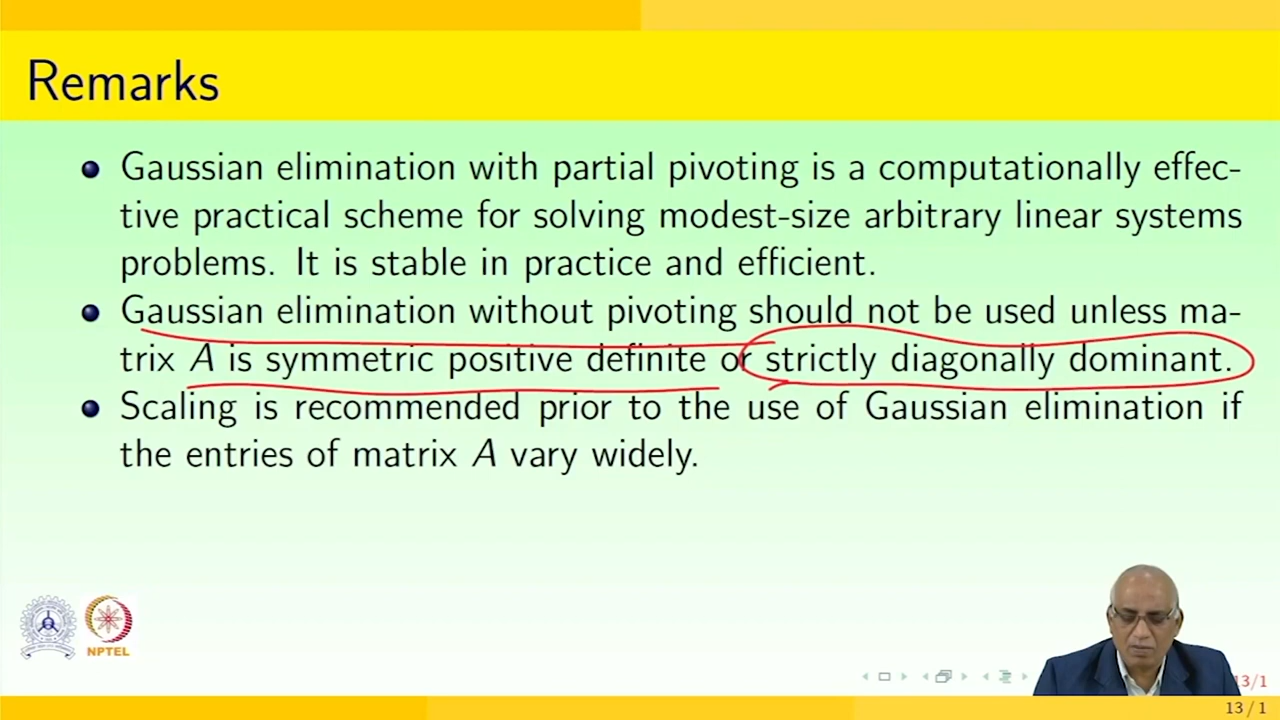 Remarks
Gaussian elimination with partial pivoting is a computationally effec-
tive practical scheme for solving modest-size arbitrary linear systems
problems. It is stable in practice and efficient.
Gaussian elimination without pivoting should not be used unless ma-
trix A is symmetric positive definite or strictly diagonally dominant.
Scaling is recommended prior to the use of Gaussian elimination if
the entries of matrix A vary widely.
NPTEL
13/1
13 / 1